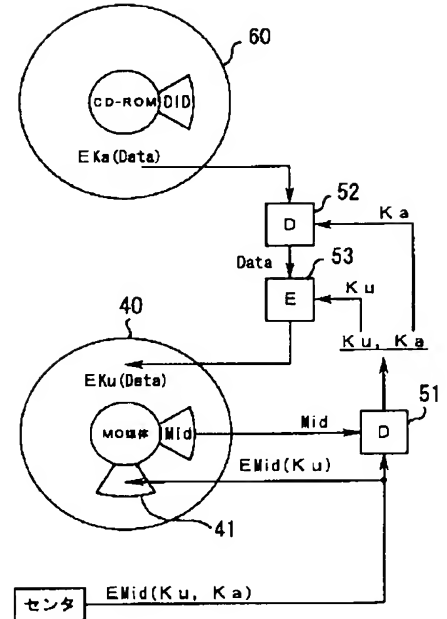 60
CD-ROM
DID
EKa(Data)
52
D
Ka
Data
53
E
Ku
40
Ku, Ka
EKu(Data)
51
MO媒体
Mid
Mid
D
EMid(Ku)
41
センタ
EMid(Ku, Ka)